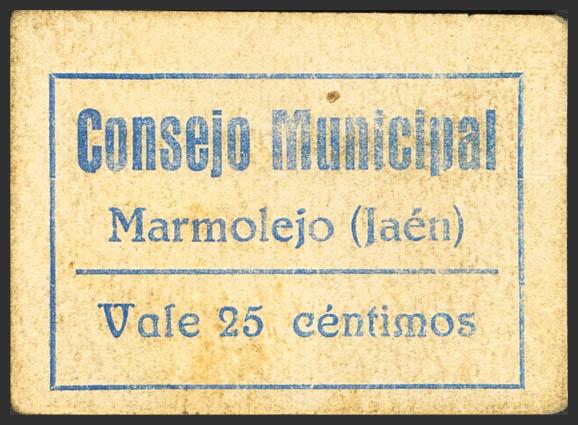 Consejo Municipal
Marmolejo (Jaén)
Vale 25 céntimos